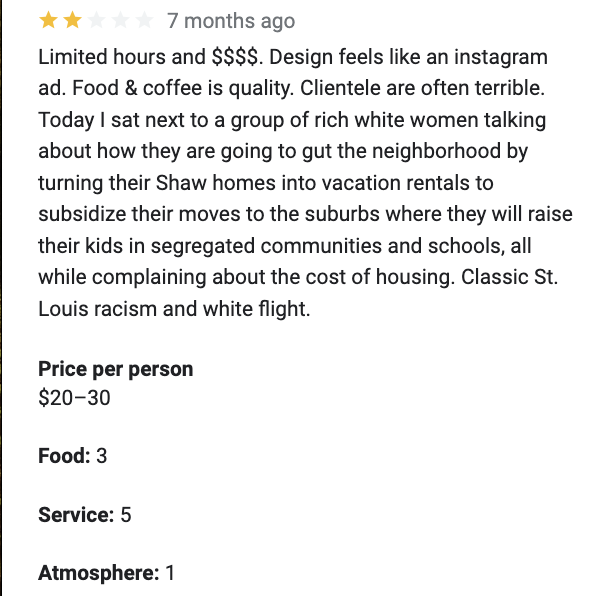 7 months ago
Limited hours and $$$$. Design feels like an instagram
ad. Food & coffee is quality. Clientele are often terrible.
Today I sat next to a group of rich white women talking
about how they are going to gut the neighborhood by
turning their Shaw homes into vacation rentals to
subsidize their moves to the suburbs where they will raise
their kids in segregated communities and schools, all
while complaining about the cost of housing. Classic St.
Louis racism and white flight.
Price per person
$20–30
Food: 3
Service: 5
Atmosphere: 1